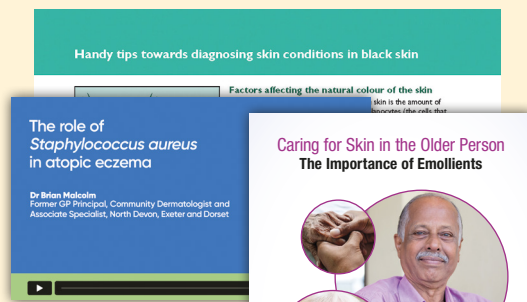 Handy tips towards diagnosing skin conditions in black skin
Factors affecting the natural colour of the skin
skin is the amount of
(the cells that
The role of
Staphylococcus aureus
in atopic eczema
Dr Brian Malcolm
Former GP Principal, Community Dermatologist and
Associate Specialist, North Devon, Exeter and Dorset
Caring for Skin in the Older Person
The Importance of Emollients